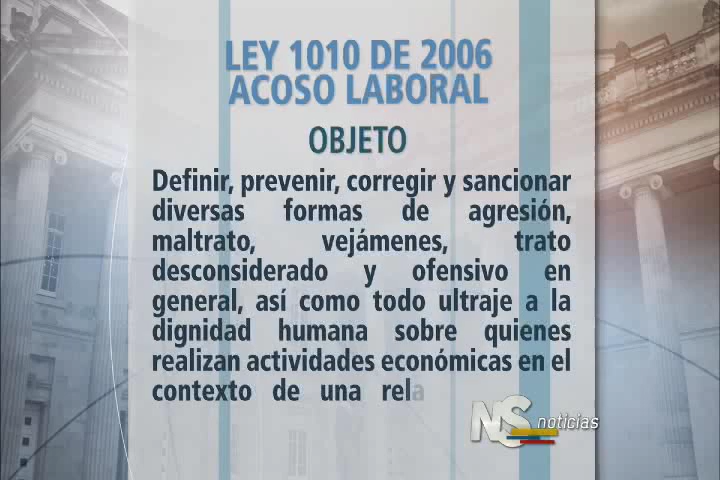 LEY 1010 DE 2006
ACOSO LABORAL
OBJETO
Definir, prevenir, corregir y sancionar
diversas formas de agresión,
maltrato, vejámenes, trato
desconsiderado y ofensivo en
general, así como todo ultraje a la
dignidad humana sobre quienes
realizan actividades económicas en el
contexto de una rela
NS noticias